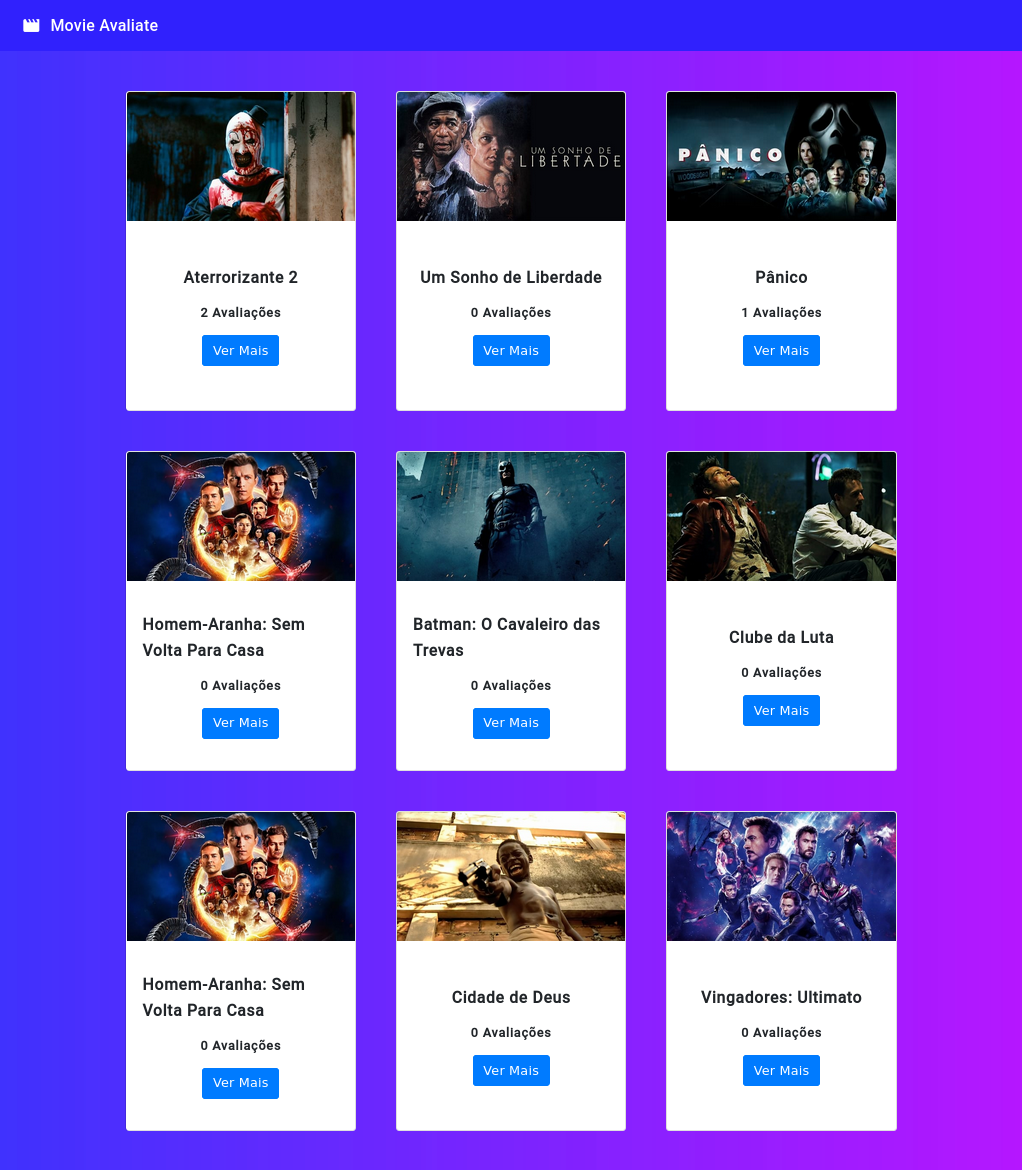 Movie Avaliate
UM SONHO DE
LIBERTADE
PÂNICO
Aterrorizante 2
2 Avaliações
Ver Mais
Um Sonho de Liberdade
0 Avaliações
Ver Mais
Pânico
1 Avaliações
Ver Mais
Homem-Aranha: Sem
Volta Para Casa
0 Avaliações
Ver Mais
Batman: O Cavaleiro das
Trevas
0 Avaliações
Ver Mais
Clube da Luta
0 Avaliações
Ver Mais
Homem-Aranha: Sem
Volta Para Casa
0 Avaliações
Ver Mais
Cidade de Deus
0 Avaliações
Ver Mais
Vingadores: Ultimato
0 Avaliações
Ver Mais